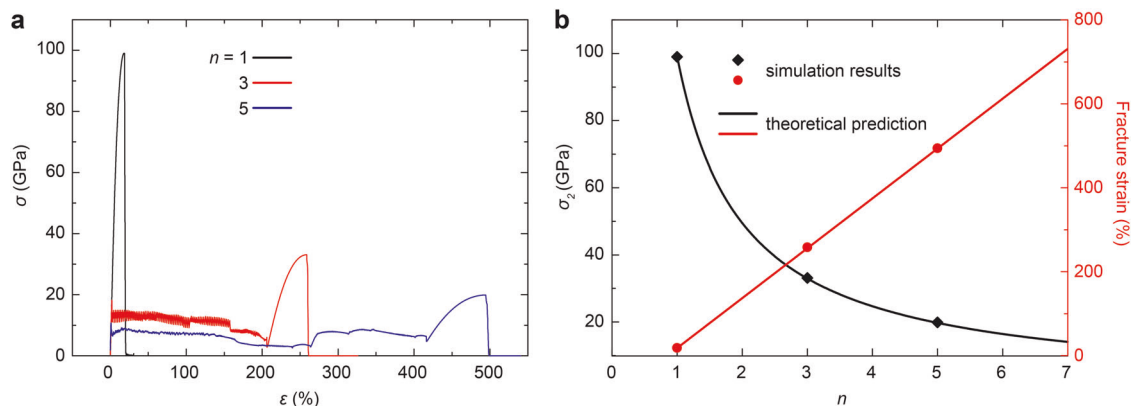 a
n = 1
3
5
100
80
60
40
20
0
σ (GPa)
0 100 200 300 400 500
ε (%)
b
simulation results
theoretical prediction
100
80
60
40
20
σ2 (GPa)
0 1 2 3 4 5 6 7
n
800
600
400
200
0
Fracture strain (%)